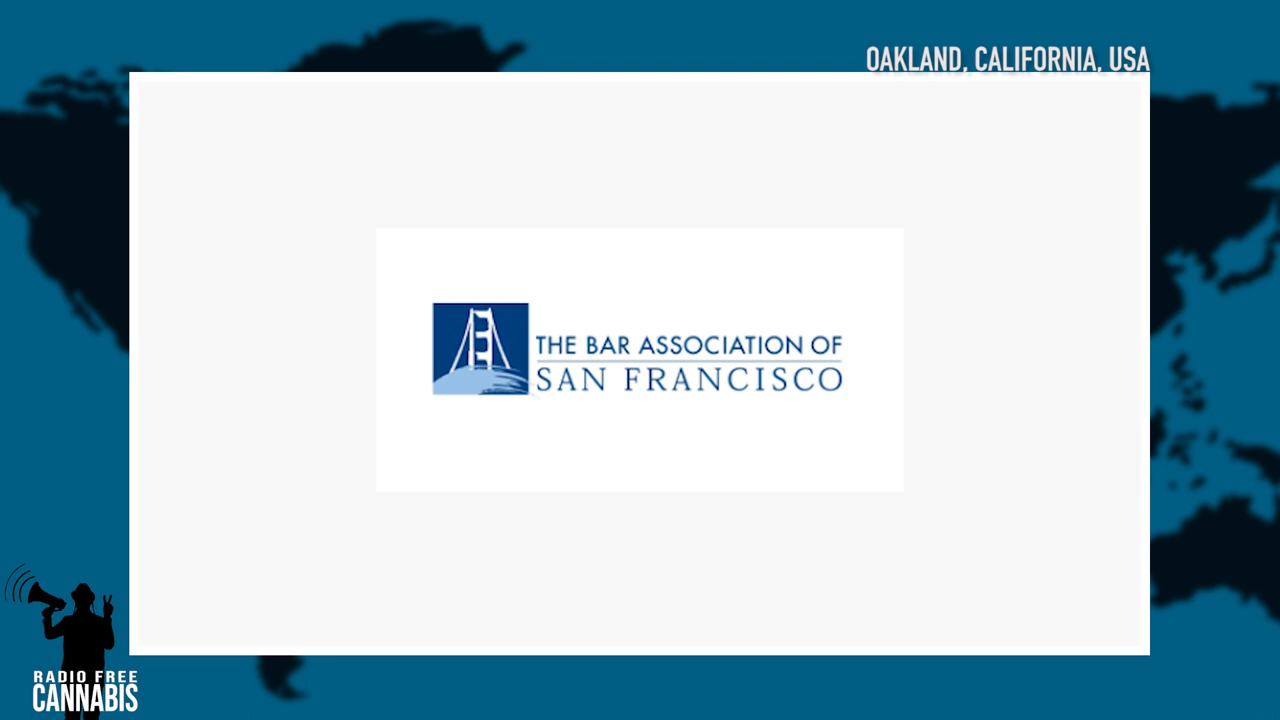 OAKLAND, CALIFORNIA, USA
THE BAR ASSOCIATION OF
SAN FRANCISCO
RADIO FREE
CANNABIS